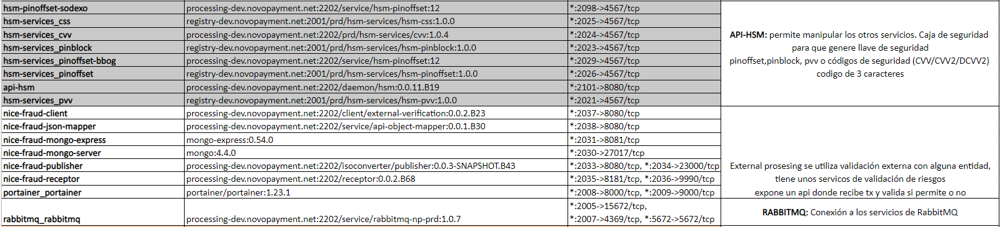 hsm-pinoffset-sodexo processing-dev.novopayment.net:2202/service/hsm-pinoffset:12 *:2098->4567/tcp
hsm-services_css registry-dev.novopayment.net:2001/prd/hsm-services/hsm-css:1.0.0 *:2025->4567/tcp
hsm-services_cvv processing-dev.novopayment.net:2202/prd/hsm-services/cvv:1.0.4 *:2024->4567/tcp
hsm-services_pinblock registry-dev.novopayment.net:2001/prd/hsm-services/hsm-pinblock:1.0.0 *:2023->4567/tcp
hsm-services_pinoffset-bbog processing-dev.novopayment.net:2202/service/hsm-pinoffset:12 *:2029->4567/tcp
hsm-services_pinoffset registry-dev.novopayment.net:2001/prd/hsm-services/hsm-pinoffset:1.0.0 *:2026->4567/tcp
api-hsm processing-dev.novopayment.net:2202/daemon/hsm:0.0.11.B19 *:2101->8080/tcp
hsm-services_pvv registry-dev.novopayment.net:2001/prd/hsm-services/hsm-pvv:1.0.0 *:2021->4567/tcp
API-HSM: permite manipular los otros servicios. Caja de seguridad
para que genere llave de seguridad
pinoffset,pinblock, pvv o códigos de seguridad (CVV/CVV2/DCVV2)
codigo de 3 caracteres
nice-fraud-client processing-dev.novopayment.net:2202/client/external-verification:0.0.2.B23 *:2037->8080/tcp
nice-fraud-json-mapper processing-dev.novopayment.net:2202/service/api-object-mapper:0.0.1.B30 *:2038->8080/tcp
nice-fraud-mongo-express mongo-express:0.54.0 *:2031->8081/tcp
nice-fraud-mongo-server mongo:4.4.0 *:2030->27017/tcp
nice-fraud-publisher processing-dev.novopayment.net:2202/isoconverter/publisher:0.0.3-SNAPSHOT.B43 *:2033->8080/tcp, *:2034->23000/tcp
nice-fraud-receptor processing-dev.novopayment.net:2202/receptor:0.0.2.B68 *:2035->8181/tcp, *:2036->9990/tcp
portainer_portainer portainer/portainer:1.23.1 *:2008->8000/tcp, *:2009->9000/tcp
External prosesing se utiliza validación externa con alguna entidad,
tiene unos servicos de validación de riesgos
expone un api donde recibe tx y valida si permite o no
rabbitmq_rabbitmq processing-dev.novopayment.net:2202/service/rabbitmq-np-prd:1.0.7 *:2005->15672/tcp,
*:2007->4369/tcp, *:5672->5672/tcp
RABBITMQ: Conexión a los servicios de RabbitMQ